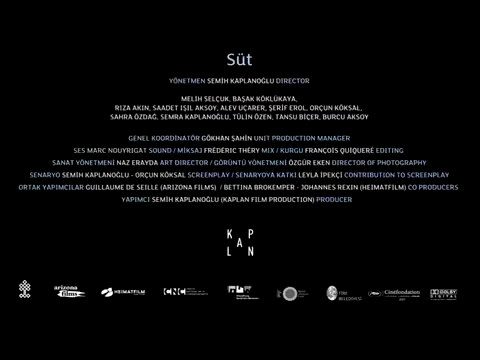 Süt
YÖNETMEN SEMİH KAPLANOĞLU DIRECTOR
MELİH SELÇUK, BAŞAK KÖKLÜKAYA,
RIZA AKIN, SAADET IŞIL AKSOY, ALEV UÇARER, ŞERİF EROL, ORÇUN KÖKSAL,
SAHRA ÖZDAĞ, SEMRA KAPLANOĞLU, TÜLİN ÖZEN, TANSU BİÇER, BURCU AKSOY
GENEL KOORDİNATÖR GÖKHAN ŞAHİN UNIT PRODUCTION MANAGER
SES MARC NOUYRIGAT SOUND / MİKSAJ FRÉDÉRIC THÉRY MIX / KURGU FRANÇOIS QUIQUERÉ EDITING
SANAT YÖNETMENİ NAZ ERAYDA ART DIRECTOR / GÖRÜNTÜ YÖNETMENİ ÖZGÜR EKEN DIRECTOR OF PHOTOGRAPHY
SENARYO SEMİH KAPLANOĞLU - ORÇUN KÖKSAL SCREENPLAY / SENARYOYA KATKI LEYLA İPEKÇİ CONTRIBUTION TO SCREENPLAY
ORTAK YAPIMCILAR GUILLAUME DE SEILLE (ARIZONA FILMS) / BETTINA BROKEMPER - JOHANNES REXIN (HEIMATFILM) CO PRODUCERS
YAPIMCI SEMİH KAPLANOĞLU (KAPLAN FILM PRODUCTION) PRODUCER
K P
A
L N
arizona films HEIMATFILM CNC Cinéfondation DOLBY DIGITAL